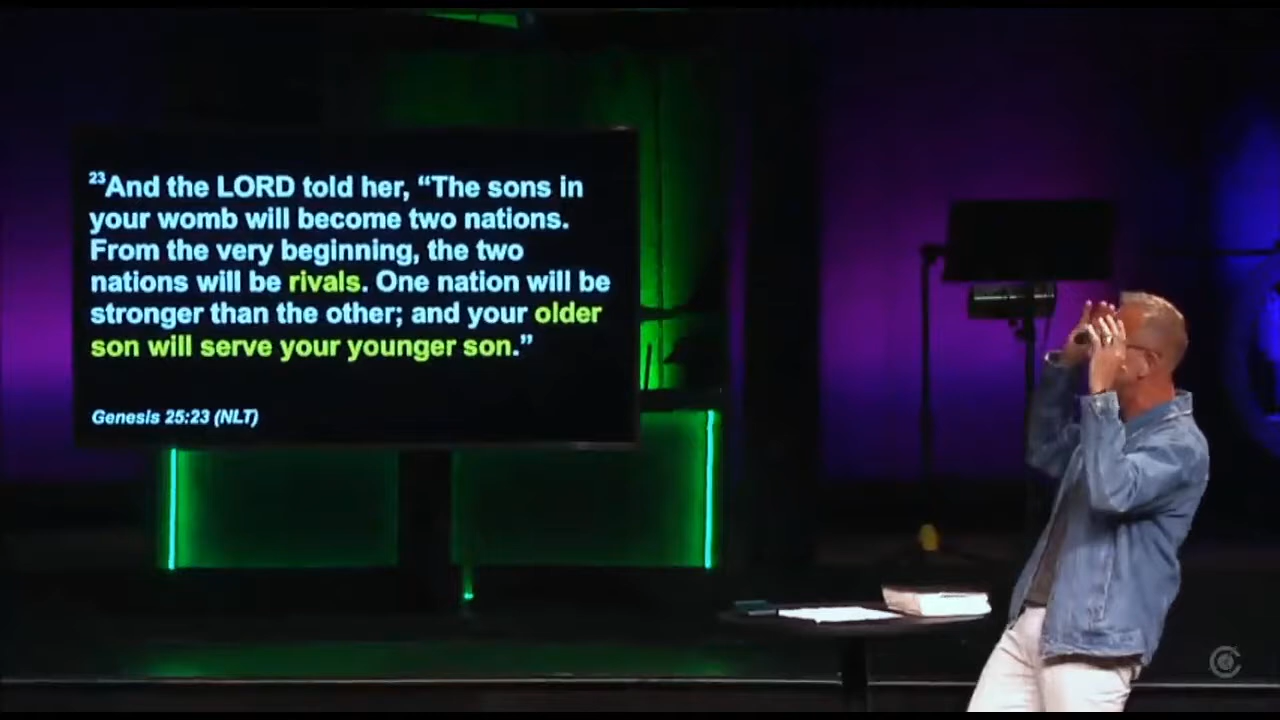 ²³And the LORD told her, “The sons in
your womb will become two nations.
From the very beginning, the two
nations will be rivals. One nation will be
stronger than the other; and your older
son will serve your younger son.”
Genesis 25:23 (NLT)